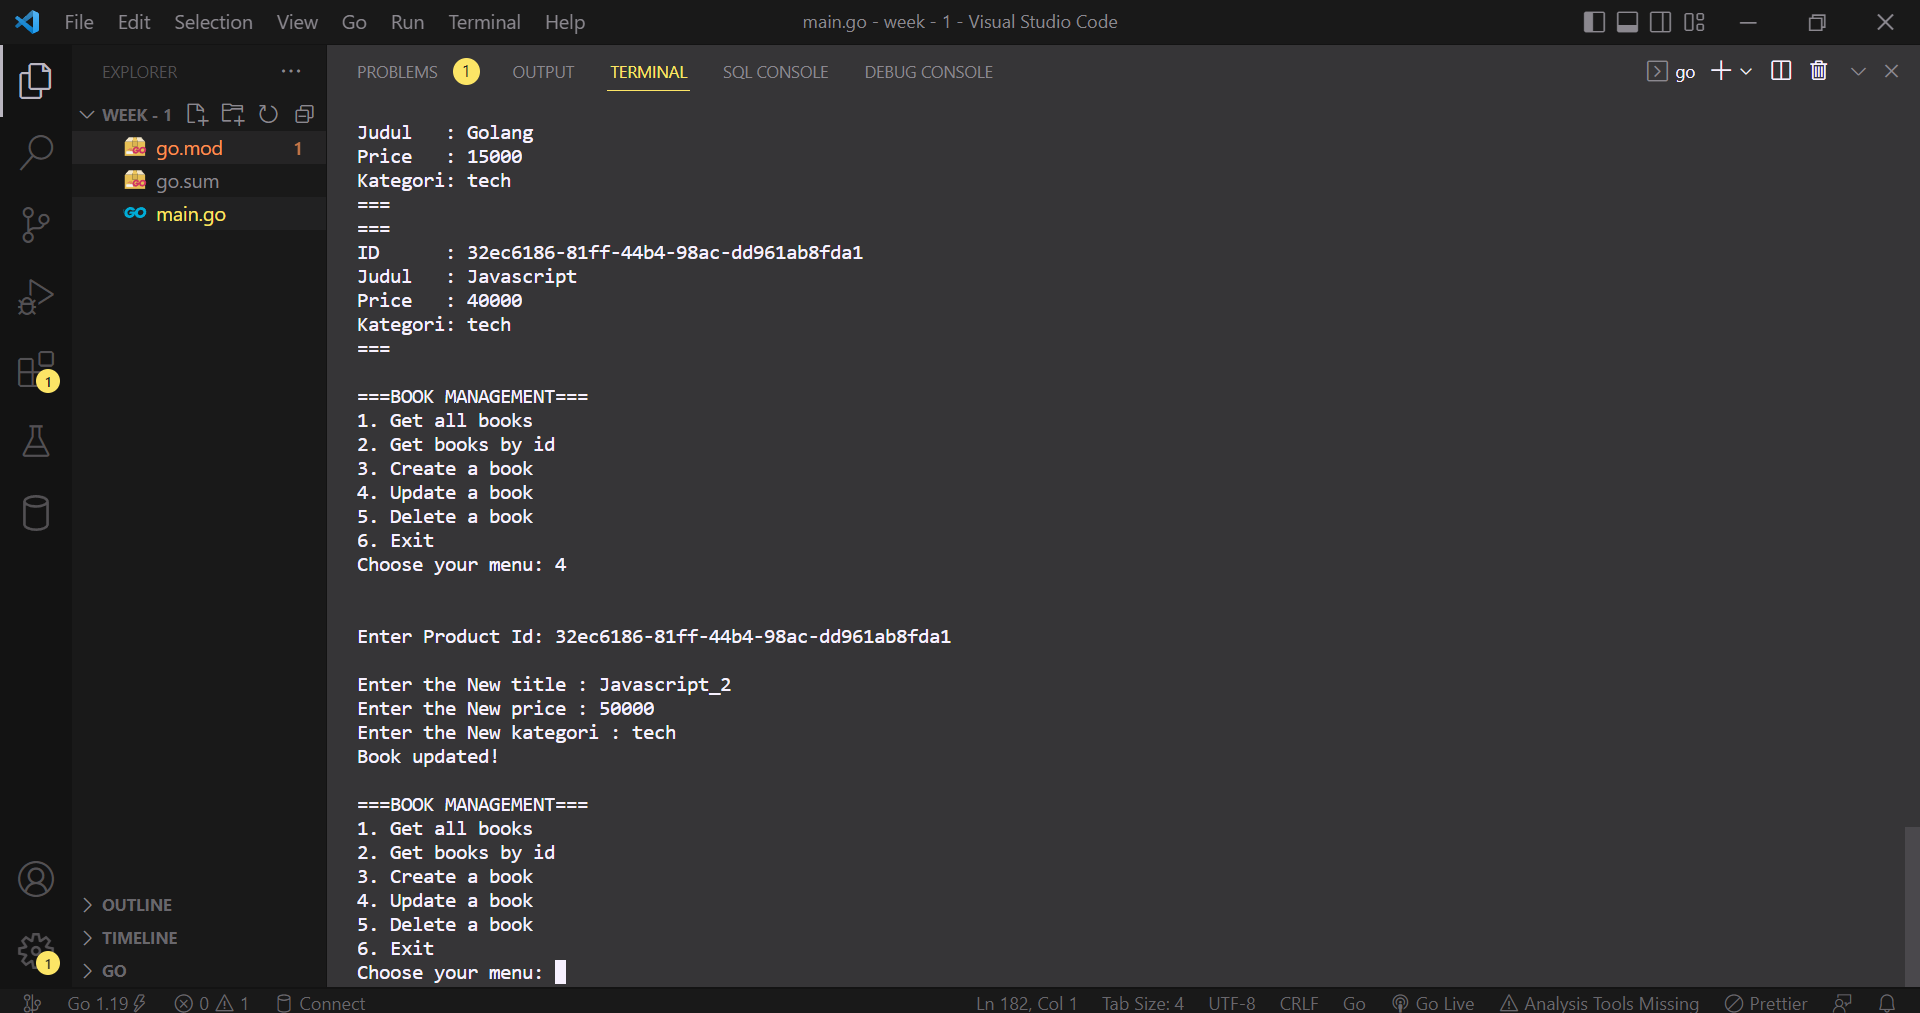 File Edit Selection View Go Run Terminal Help main.go - week - 1 - Visual Studio Code
EXPLORER
WEEK - 1
go.mod 1
go.sum
main.go
1
1
OUTLINE
TIMELINE
GO
PROBLEMS 1 OUTPUT TERMINAL SQL CONSOLE DEBUG CONSOLE go
Judul   : Golang
Price   : 15000
Kategori: tech
===
===
ID      : 32ec6186-81ff-44b4-98ac-dd961ab8fda1
Judul   : Javascript
Price   : 40000
Kategori: tech
===
===BOOK MANAGEMENT===
1. Get all books
2. Get books by id
3. Create a book
4. Update a book
5. Delete a book
6. Exit
Choose your menu: 4
Enter Product Id: 32ec6186-81ff-44b4-98ac-dd961ab8fda1
Enter the New title : Javascript_2
Enter the New price : 50000
Enter the New kategori : tech
Book updated!
===BOOK MANAGEMENT===
1. Get all books
2. Get books by id
3. Create a book
4. Update a book
5. Delete a book
6. Exit
Choose your menu:
Go 1.19 0 1 Connect Ln 182, Col 1 Tab Size: 4 UTF-8 CRLF Go Go Live Analysis Tools Missing Prettier